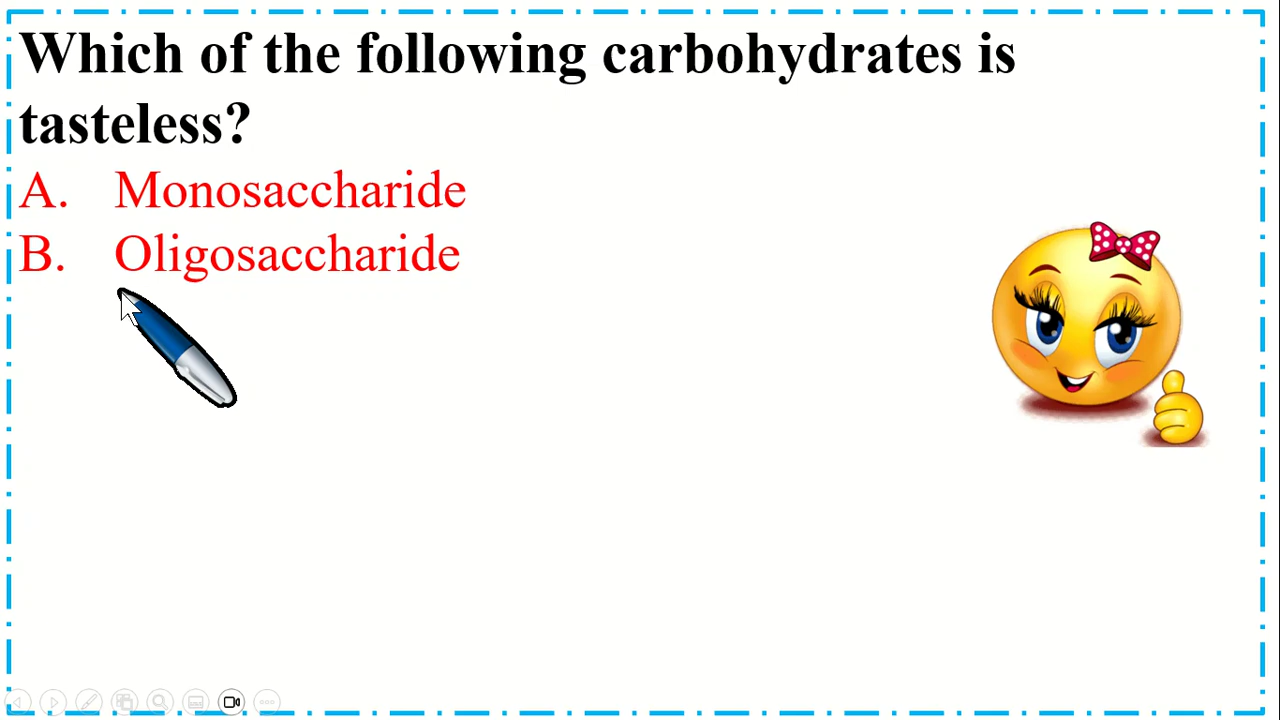 Which of the following carbohydrates is
tasteless?
A. Monosaccharide
B. Oligosaccharide